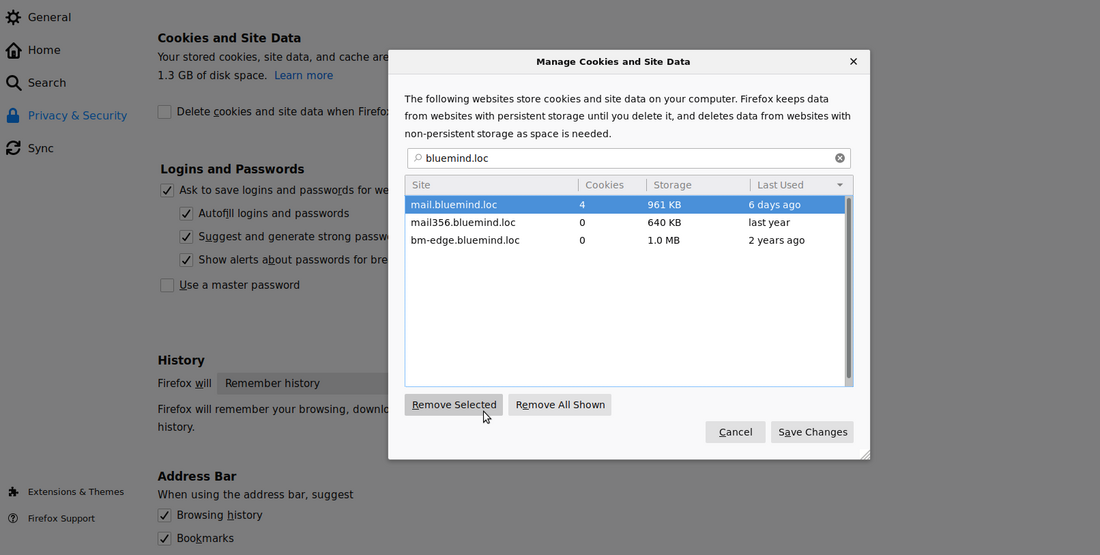 General
Home
Search
Privacy & Security
Sync
Extensions & Themes
Firefox Support
Cookies and Site Data
Your stored cookies, site data, and cache are
1.3 GB of disk space. Learn more
Delete cookies and site data when Firefo
Logins and Passwords
Ask to save logins and passwords for we
Autofill logins and passwords
Suggest and generate strong passw
Show alerts about passwords for bre
Use a master password
History
Firefox will Remember history
Firefox will remember your browsing, downlo
history.
Address Bar
When using the address bar, suggest
Browsing history
Bookmarks
Manage Cookies and Site Data
The following websites store cookies and site data on your computer. Firefox keeps data
from websites with persistent storage until you delete it, and deletes data from websites with
non-persistent storage as space is needed.
bluemind.loc
Site Cookies Storage Last Used
mail.bluemind.loc 4 961 KB 6 days ago
mail356.bluemind.loc 0 640 KB last year
bm-edge.bluemind.loc 0 1.0 MB 2 years ago
Remove Selected Remove All Shown
Cancel Save Changes